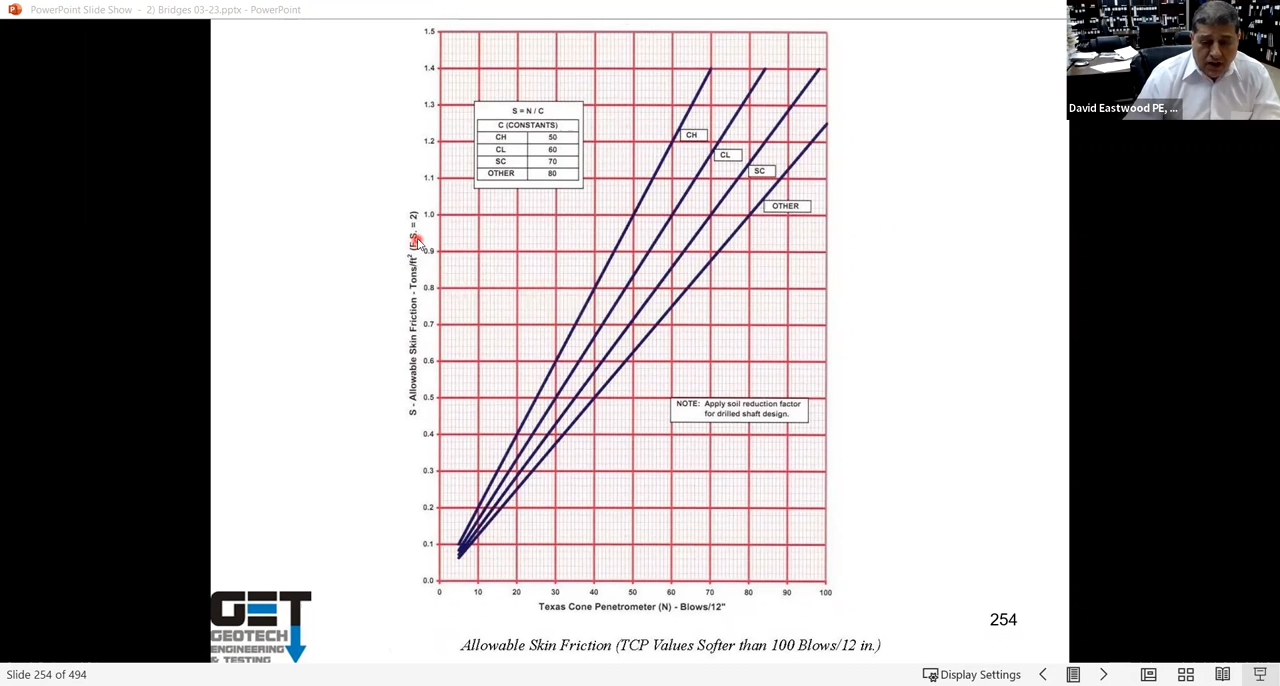 PowerPoint Slide Show - 2) Bridges 03-23.pptx - PowerPoint
David Eastwood PE,
1.5
1.4
1.3
1.2
1.1
1.0
0.9
0.8
0.7
0.6
0.5
0.4
0.3
0.2
0.1
0.0
S - Allowable Skin Friction - Tons/ft² (F.S. = 2)
S = N / C
C (CONSTANTS)
CH 50
CL 60
SC 70
OTHER 80
CH
CL
SC
OTHER
NOTE: Apply soil reduction factor
for drilled shaft design.
0 10 20 30 40 50 60 70 80 90 100
Texas Cone Penetrometer (N) - Blows/12"
GET
GEOTECH
ENGINEERING
& TESTING
254
Allowable Skin Friction (TCP Values Softer than 100 Blows/12 in.)
Slide 254 of 494
Display Settings